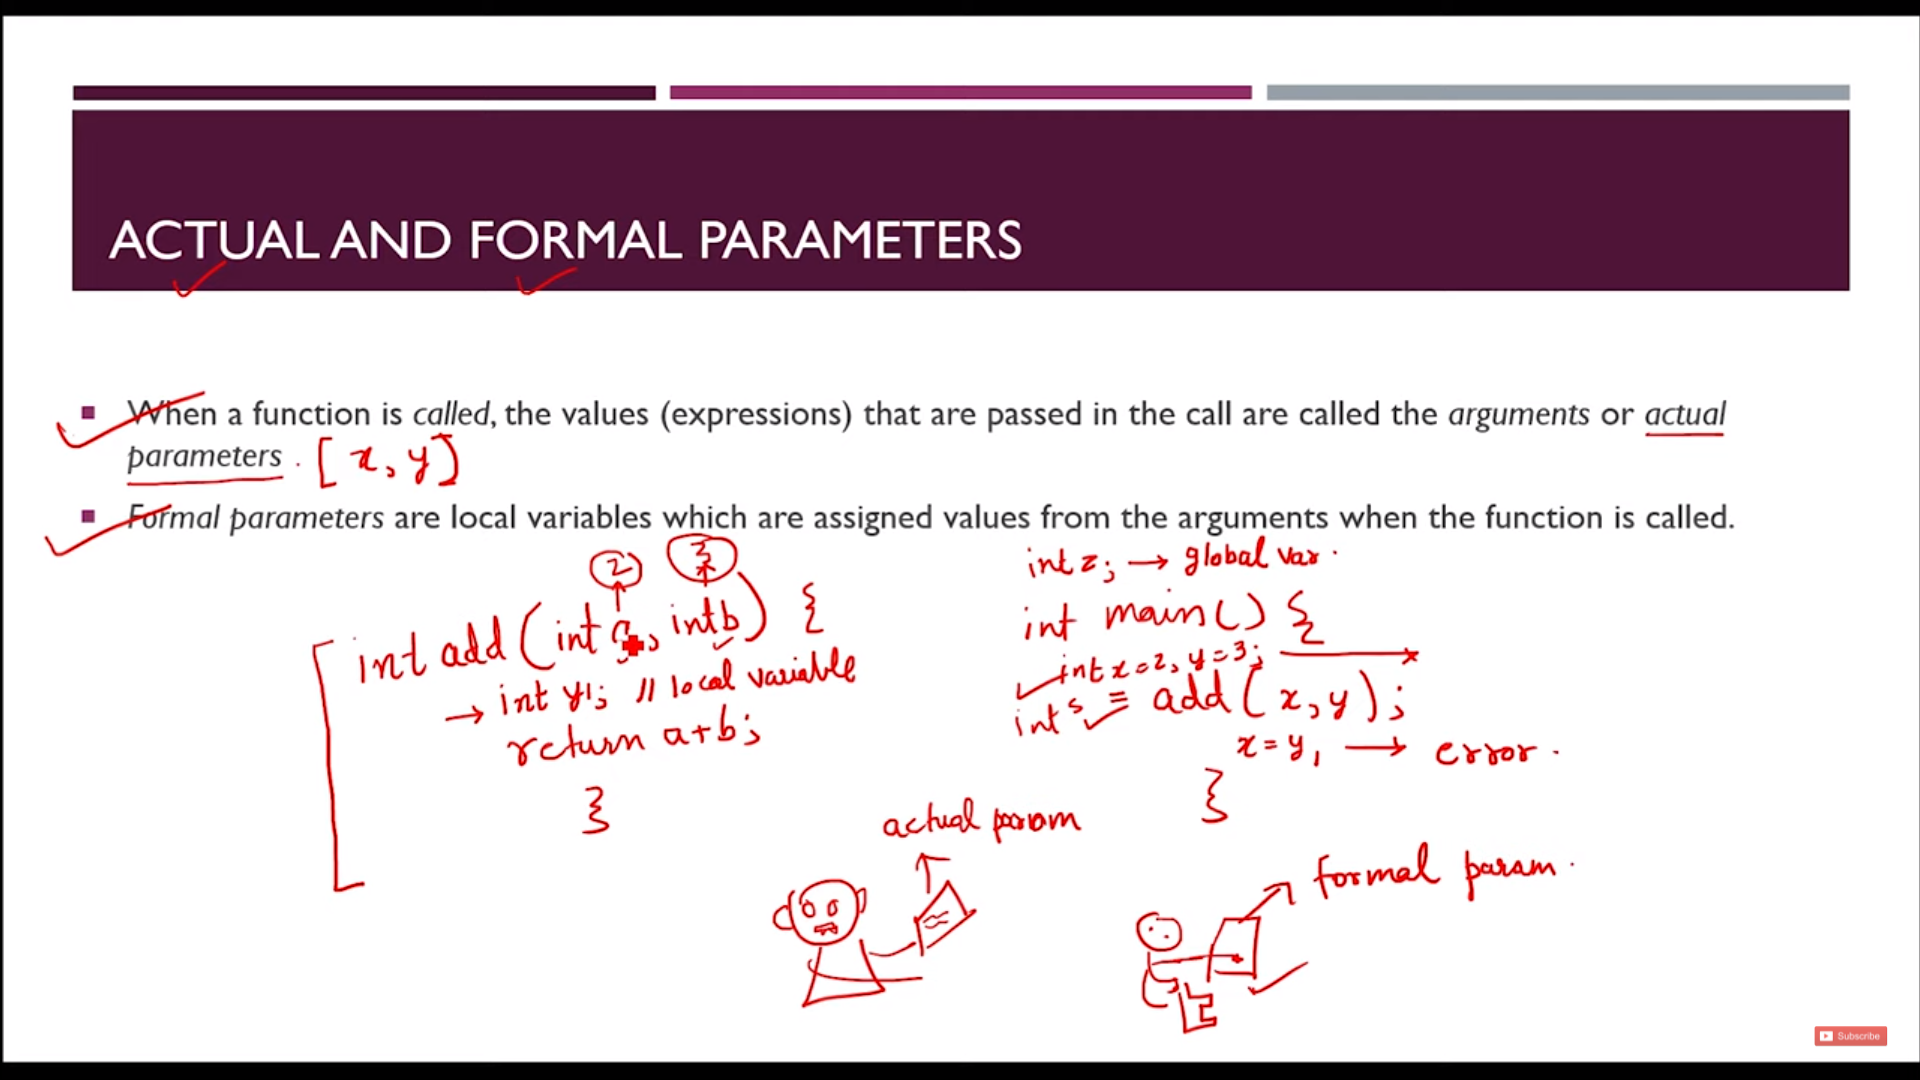 ACTUAL AND FORMAL PARAMETERS
When a function is called, the values (expressions) that are passed in the call are called the arguments or actual
parameters. [x, y]
Formal parameters are local variables which are assigned values from the arguments when the function is called.
2 3
int add(int a, int b) {
→ int y1; // local variable
return a+b;
}
int z; → global var.
int main() {
int x=2, y=3;
int s = add(x, y);
x = y, → error.
}
actual param
formal param.
Subscribe